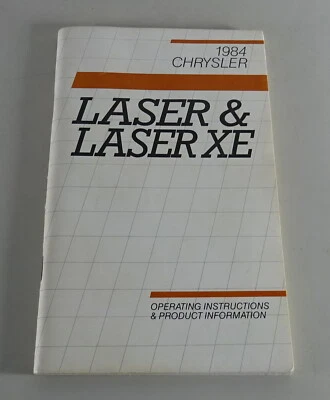 1984
CHRYSLER
LASER &
LASER XE
OPERATING INSTRUCTIONS
& PRODUCT INFORMATION